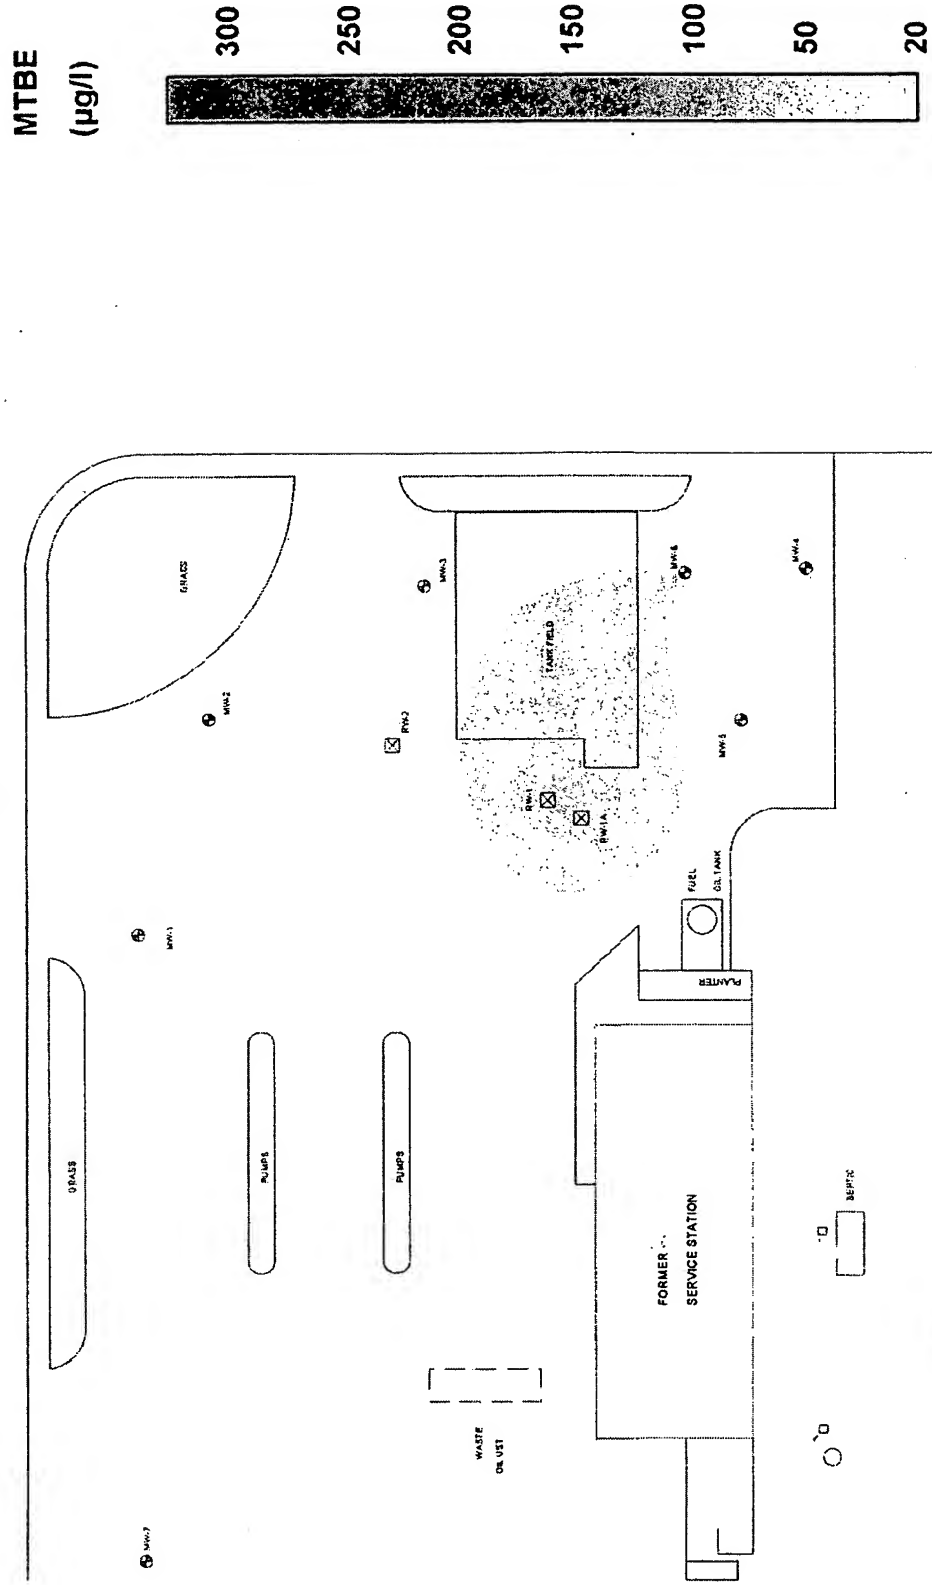 MTBE
(µg/l)
300
250
200
150
100
50
20
GRASS
MW-3
MW-6
MW-4
TANK FIELD
MW-2
RW-2
MW-5
RW-1
RW-1A
FUEL
OIL TANK
MW-1
PLANTER
GRASS
PUMPS
PUMPS
FORMER
SERVICE STATION
SEPTIC
WASTE
OIL UST
MW-7